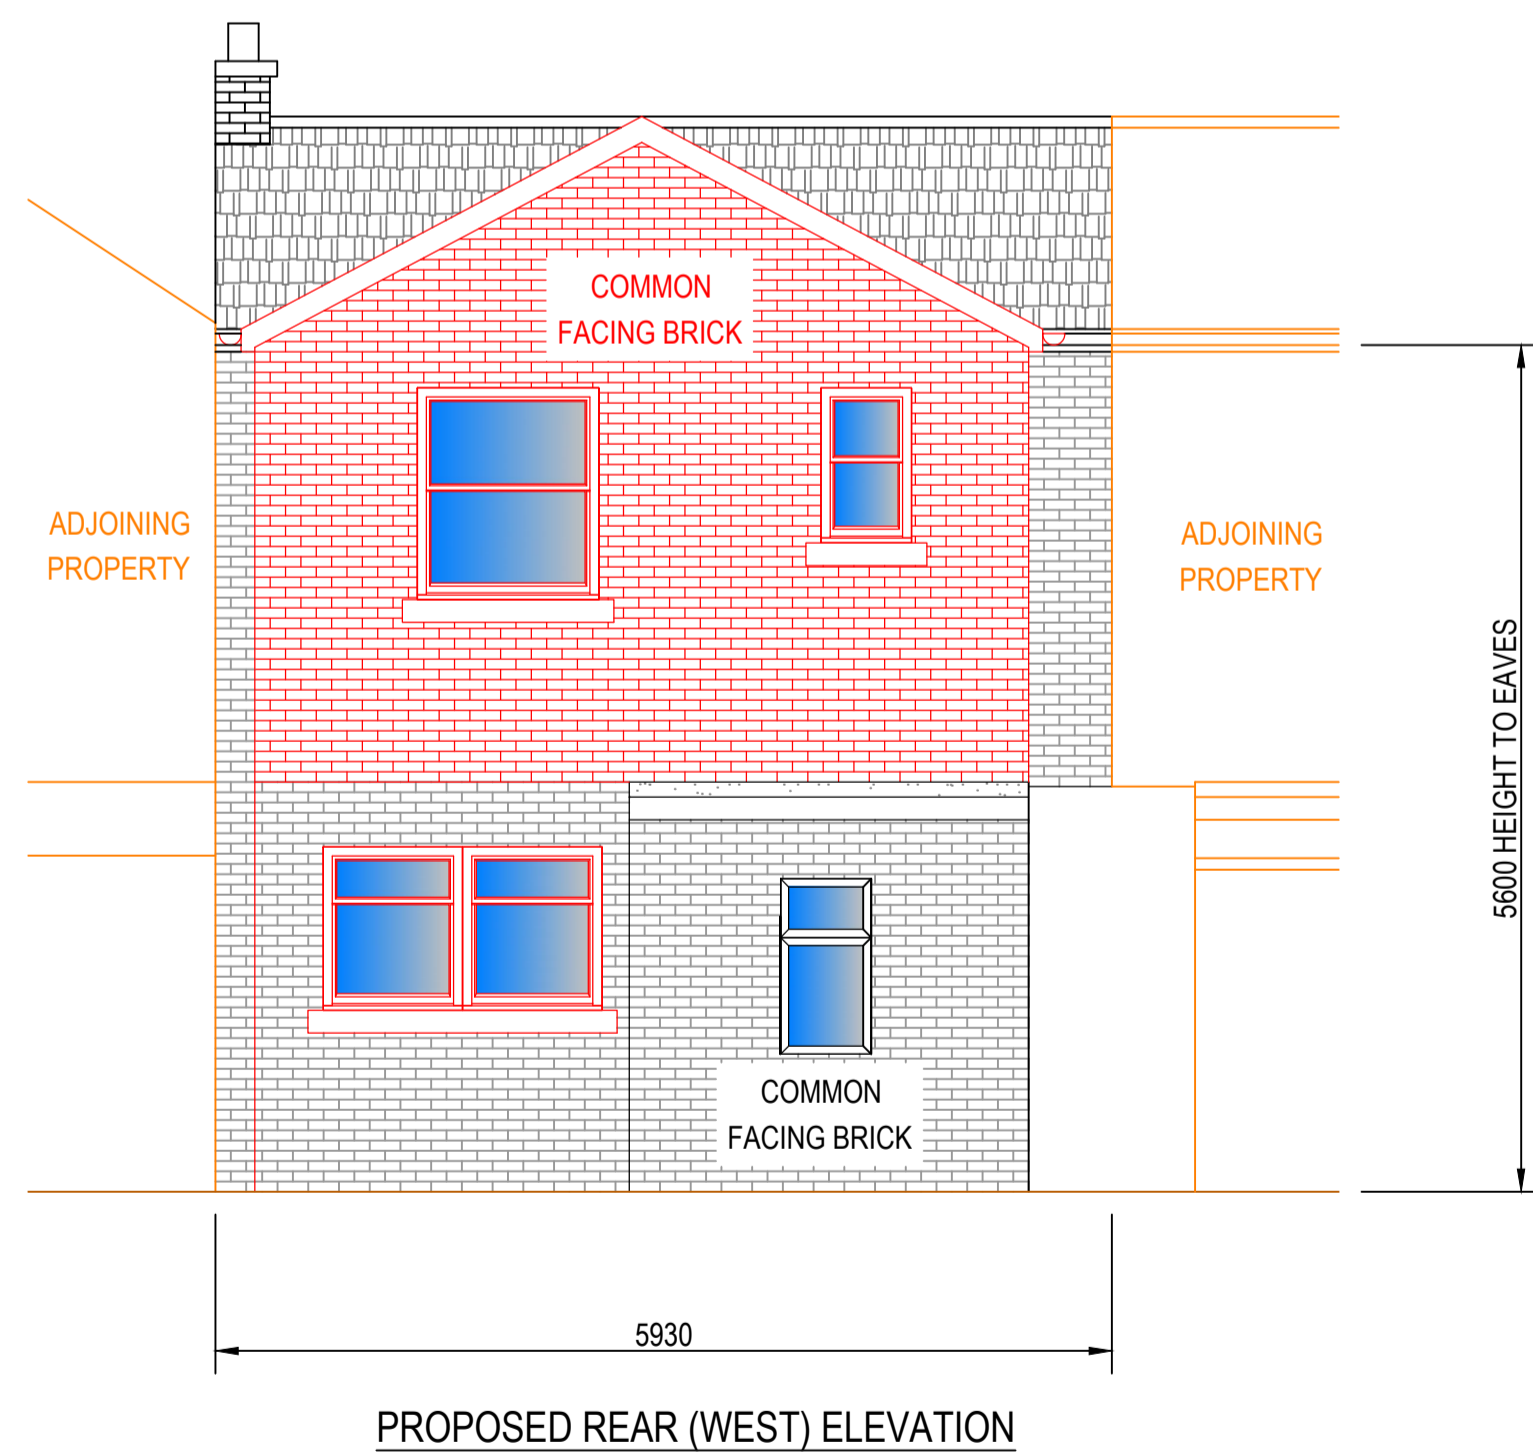 COMMON
FACING BRICK
ADJOINING
PROPERTY
ADJOINING
PROPERTY
5600 HEIGHT TO EAVES
COMMON
FACING BRICK
5930
PROPOSED REAR (WEST) ELEVATION